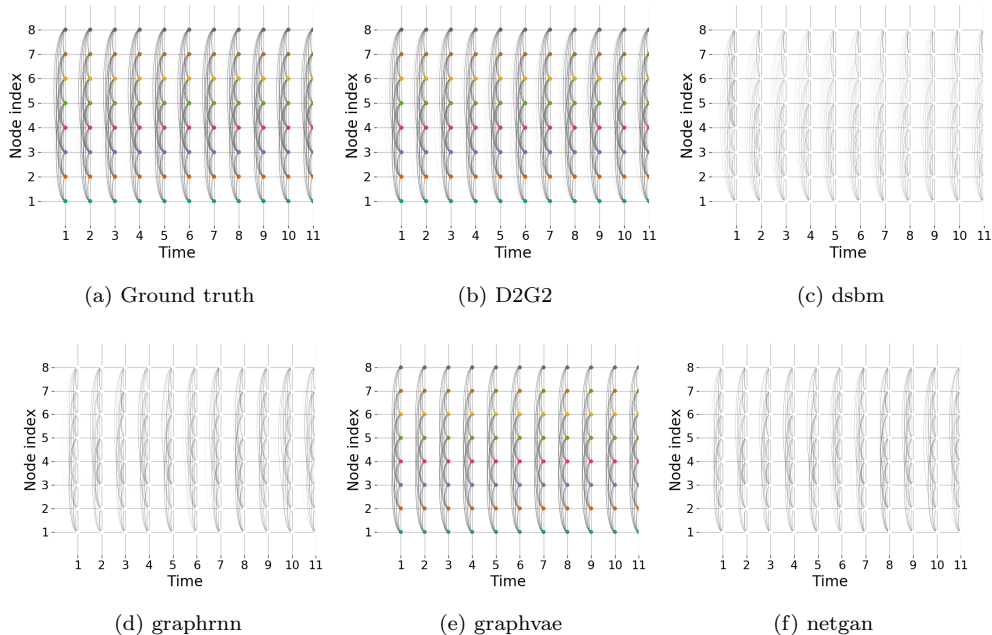 8
7
6
5
4
3
2
1
Node index
1 2 3 4 5 6 7 8 9 10 11
Time
(a) Ground truth
8
7
6
5
4
3
2
1
Node index
1 2 3 4 5 6 7 8 9 10 11
Time
(b) D2G2
8
7
6
5
4
3
2
1
Node index
1 2 3 4 5 6 7 8 9 10 11
Time
(c) dsbm
8
7
6
5
4
3
2
1
Node index
1 2 3 4 5 6 7 8 9 10 11
Time
(d) graphrnn
8
7
6
5
4
3
2
1
Node index
1 2 3 4 5 6 7 8 9 10 11
Time
(e) graphvae
8
7
6
5
4
3
2
1
Node index
1 2 3 4 5 6 7 8 9 10 11
Time
(f) netgan